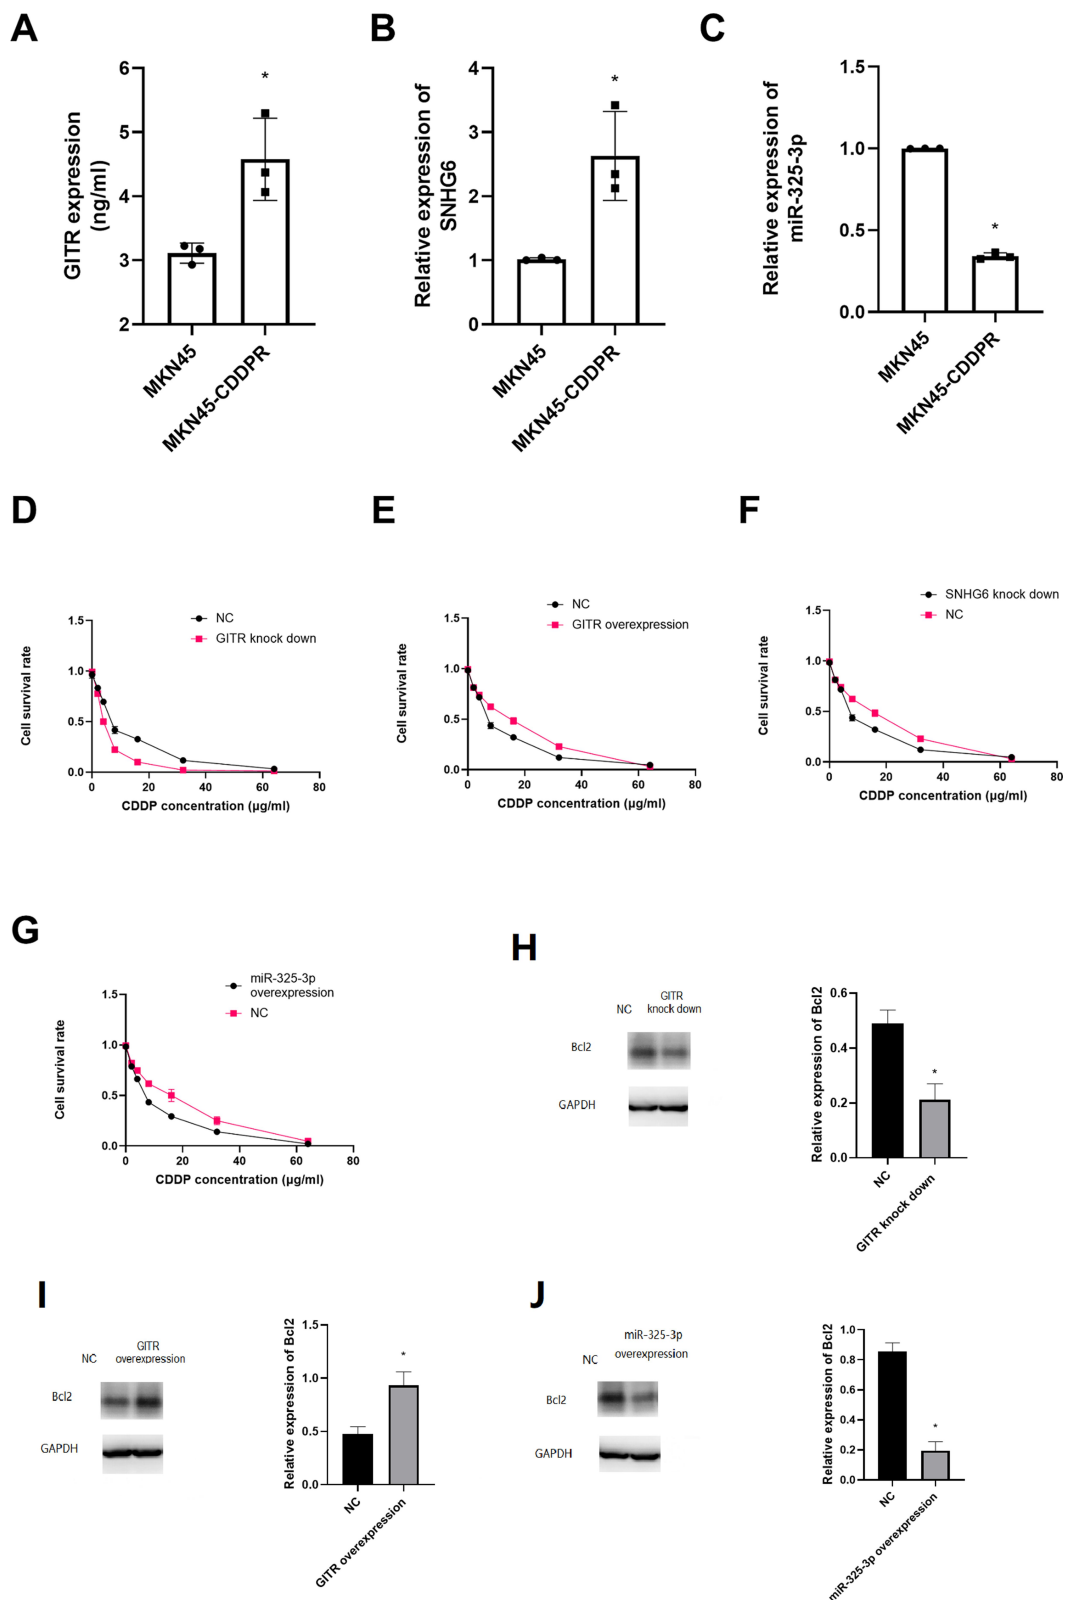 A
GITR expression
(ng/ml)
6
5
4
3
2
*
MKN45
MKN45-CDDPR
B
Relative expression of
SNHG6
4
3
2
1
0
*
MKN45
MKN45-CDDPR
C
Relative expression of
miR-325-3p
1.5
1.0
0.5
0.0
*
MKN45
MKN45-CDDPR
D
NC
GITR knock down
Cell survival rate
1.5
1.0
0.5
0.0
0 20 40 60 80
CDDP concentration (μg/ml)
E
NC
GITR overexpression
Cell survival rate
1.5
1.0
0.5
0.0
0 20 40 60 80
CDDP concentration (μg/ml)
F
SNHG6 knock down
NC
Cell survival rate
1.5
1.0
0.5
0.0
0 20 40 60 80
CDDP concentration (μg/ml)
G
miR-325-3p
overexpression
NC
Cell survival rate
1.5
1.0
0.5
0.0
0 20 40 60 80
CDDP concentration (μg/ml)
H
GITR
NC knock down
Bcl2
GAPDH
Relative expression of Bcl2
0.6
0.4
0.2
0.0
*
NC
GITR knock down
I
GITR
NC overexpression
Bcl2
GAPDH
Relative expression of Bcl2
1.5
1.0
0.5
0.0
*
NC
GITR overexpression
J
miR-325-3p
NC overexpression
Bcl2
GAPDH
Relative expression of Bcl2
1.0
0.8
0.6
0.4
0.2
0.0
*
NC
miR-325-3p overexpression